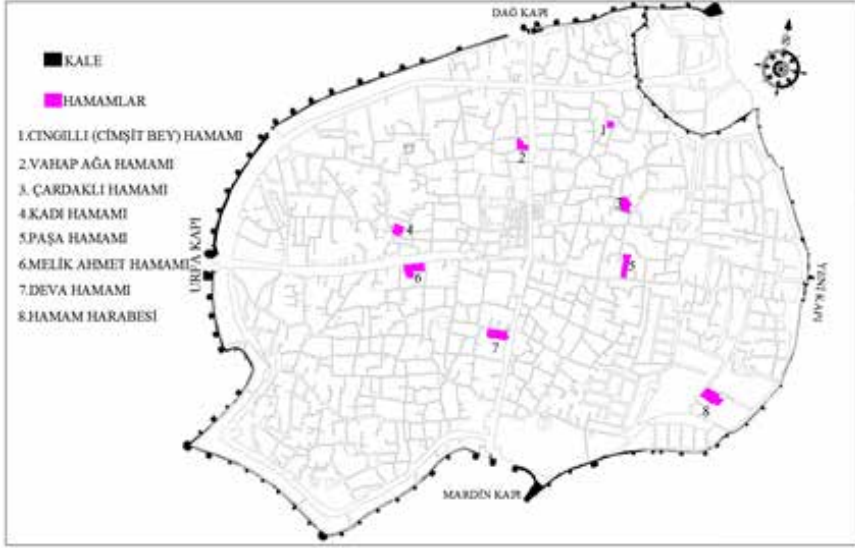 DAĞ KAPI
KALE
HAMAMLAR
1.CINGILLI (CİMŞİT BEY) HAMAMI
2.VAHAP AĞA HAMAMI
3. ÇARDAKLI HAMAMI
4.KADI HAMAMI
5.PAŞA HAMAMI
6.MELİK AHMET HAMAMI
7.DEVA HAMAMI
8.HAMAM HARABESİ
URFA KAPI
YENİ KAPI
MARDİN KAPI
1
2
3
4
5
6
7
8